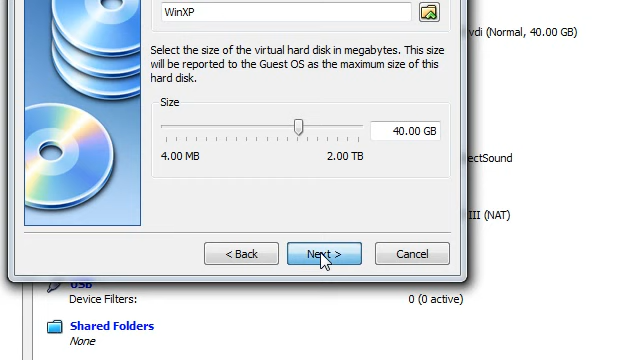 WinXP
vdi (Normal, 40.00 GB)
Select the size of the virtual hard disk in megabytes. This size
will be reported to the Guest OS as the maximum size of this
hard disk.
Size
40.00 GB
4.00 MB 2.00 TB
ectSound
III (NAT)
< Back Next > Cancel
USB
Device Filters: 0 (0 active)
Shared Folders
None